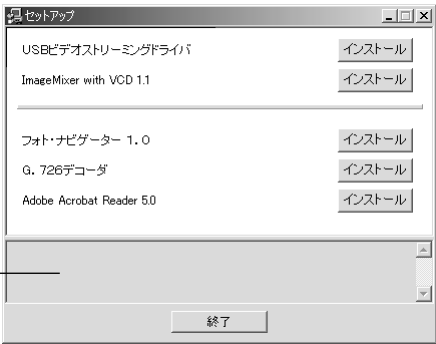 セットアップ
USBビデオストリーミングドライバ インストール
ImageMixer with VCD 1.1 インストール
フォト・ナビゲーター 1.0 インストール
G. 726デコーダ インストール
Adobe Acrobat Reader 5.0 インストール
終了